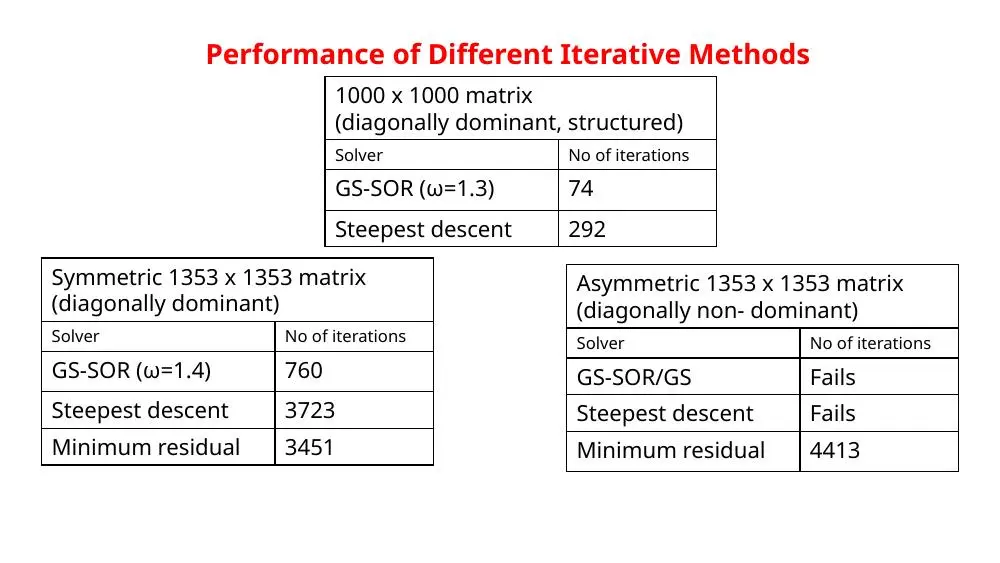 Performance of Different Iterative Methods
1000 x 1000 matrix
(diagonally dominant, structured)
Solver No of iterations
GS-SOR (ω=1.3) 74
Steepest descent 292
Symmetric 1353 x 1353 matrix
(diagonally dominant)
Solver No of iterations
GS-SOR (ω=1.4) 760
Steepest descent 3723
Minimum residual 3451
Asymmetric 1353 x 1353 matrix
(diagonally non- dominant)
Solver No of iterations
GS-SOR/GS Fails
Steepest descent Fails
Minimum residual 4413